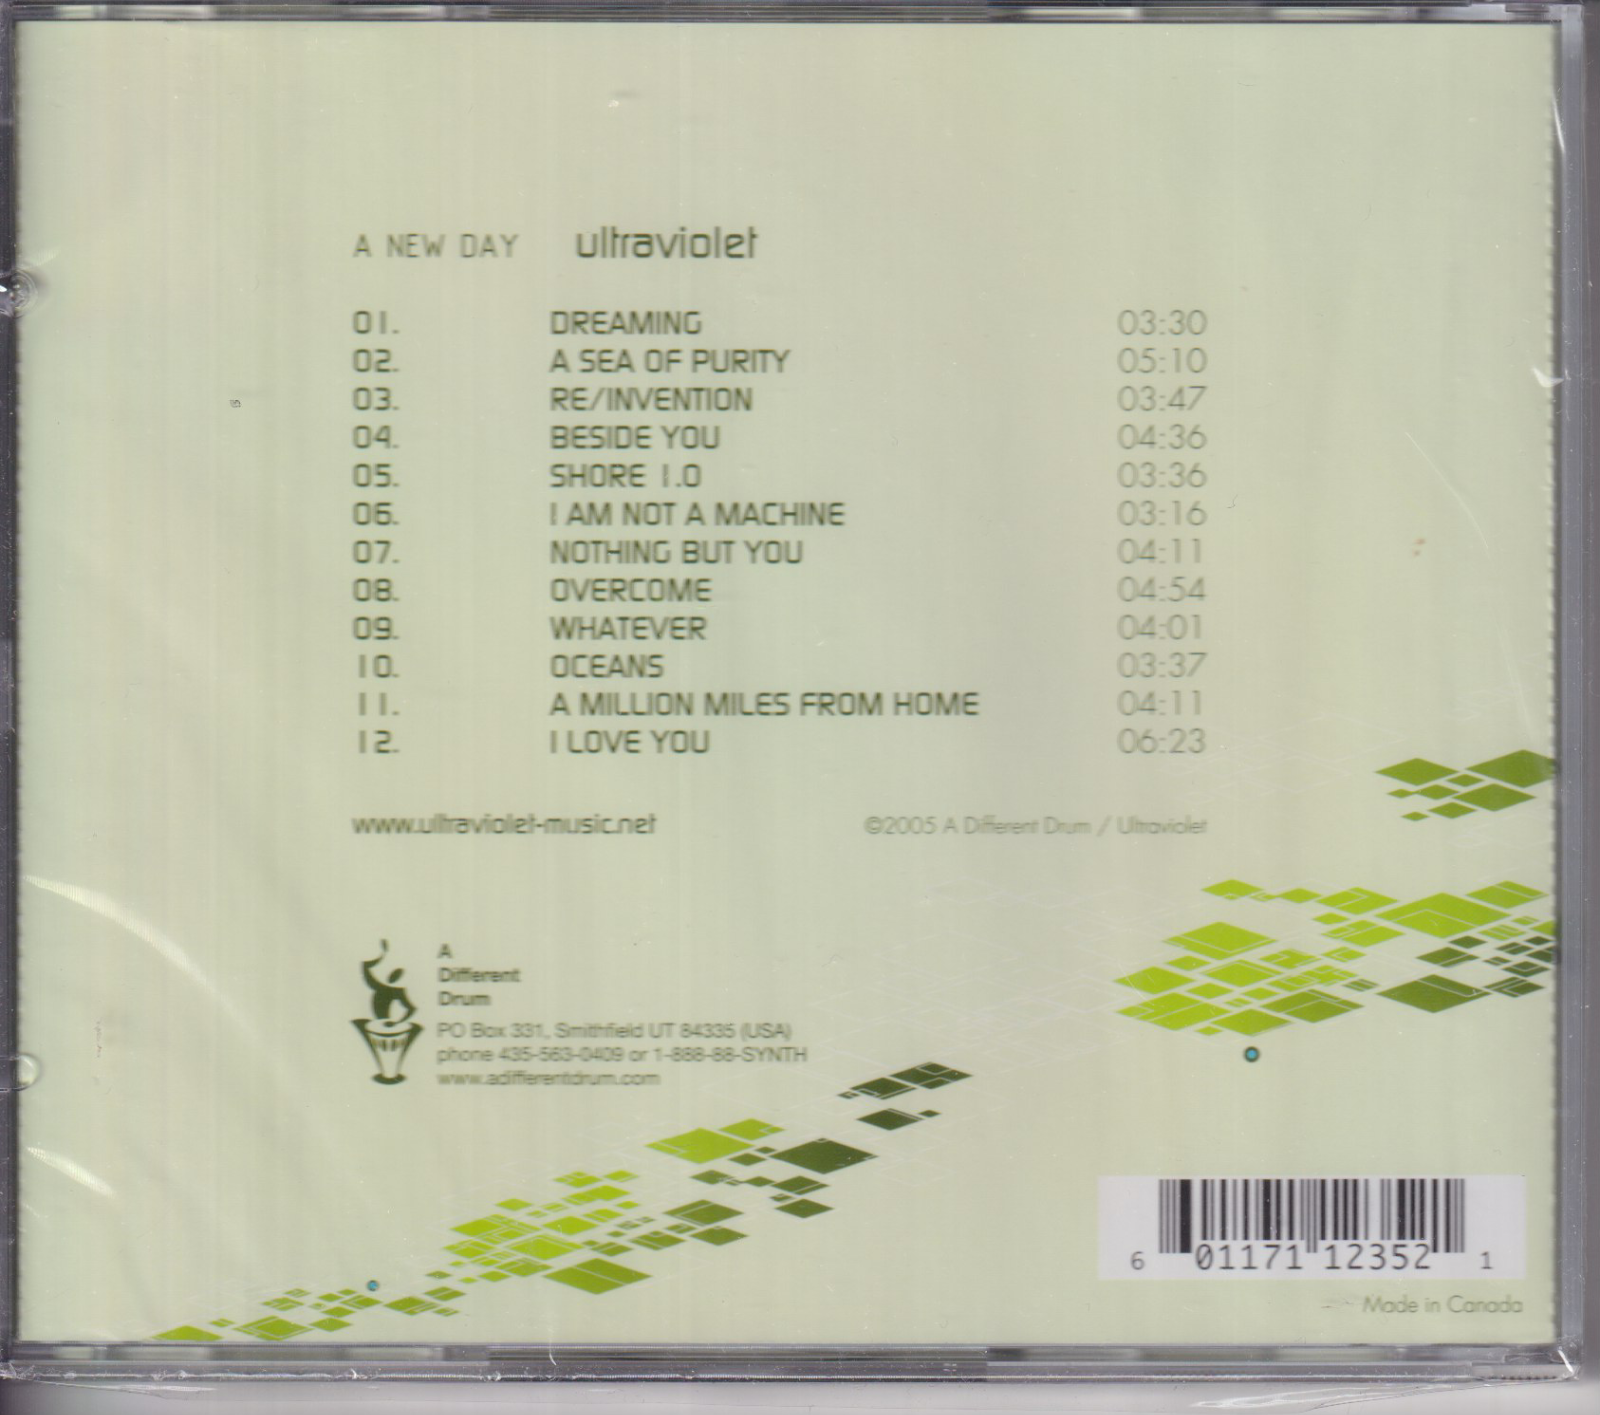 A NEW DAY ultraviolet
01. DREAMING 03:30
02. A SEA OF PURITY 05:10
03. RE/INVENTION 03:47
04. BESIDE YOU 04:36
05. SHORE 1.0 03:36
06. I AM NOT A MACHINE 03:16
07. NOTHING BUT YOU 04:11
08. OVERCOME 04:54
09. WHATEVER 04:01
10. OCEANS 03:37
11. A MILLION MILES FROM HOME 04:11
12. I LOVE YOU 06:23
www.ultraviolet-music.net ©2005 A Different Drum / Ultraviolet
A
Different
Drum
PO Box 331, Smithfield UT 84335 (USA)
phone 435-563-0409 or 1-888-88-SYNTH
www.adifferentdrum.com
6 01171 12352 1
Made in Canada